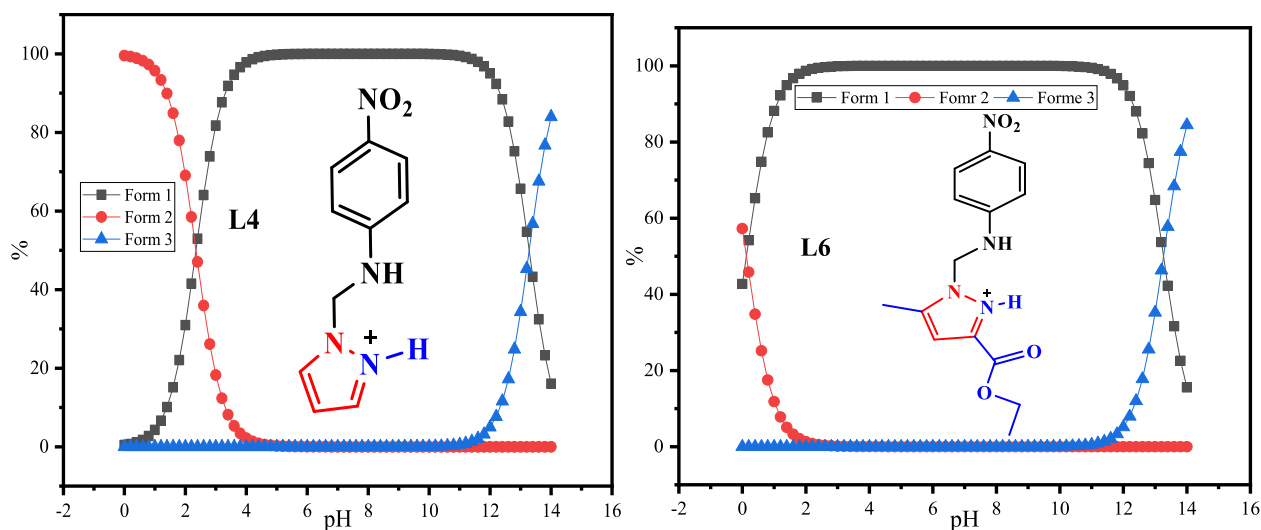 100
80
60
40
20
0
%
-2 0 2 4 6 8 10 12 14 16
pH
Form 1
Form 2
Form 3
L4
NO2
NH
N
+
N
H
100
80
60
40
20
0
%
-2 0 2 4 6 8 10 12 14 16
pH
Form 1 Fomr 2 Forme 3
L6
NO2
NH
N
+
N
H
O
O